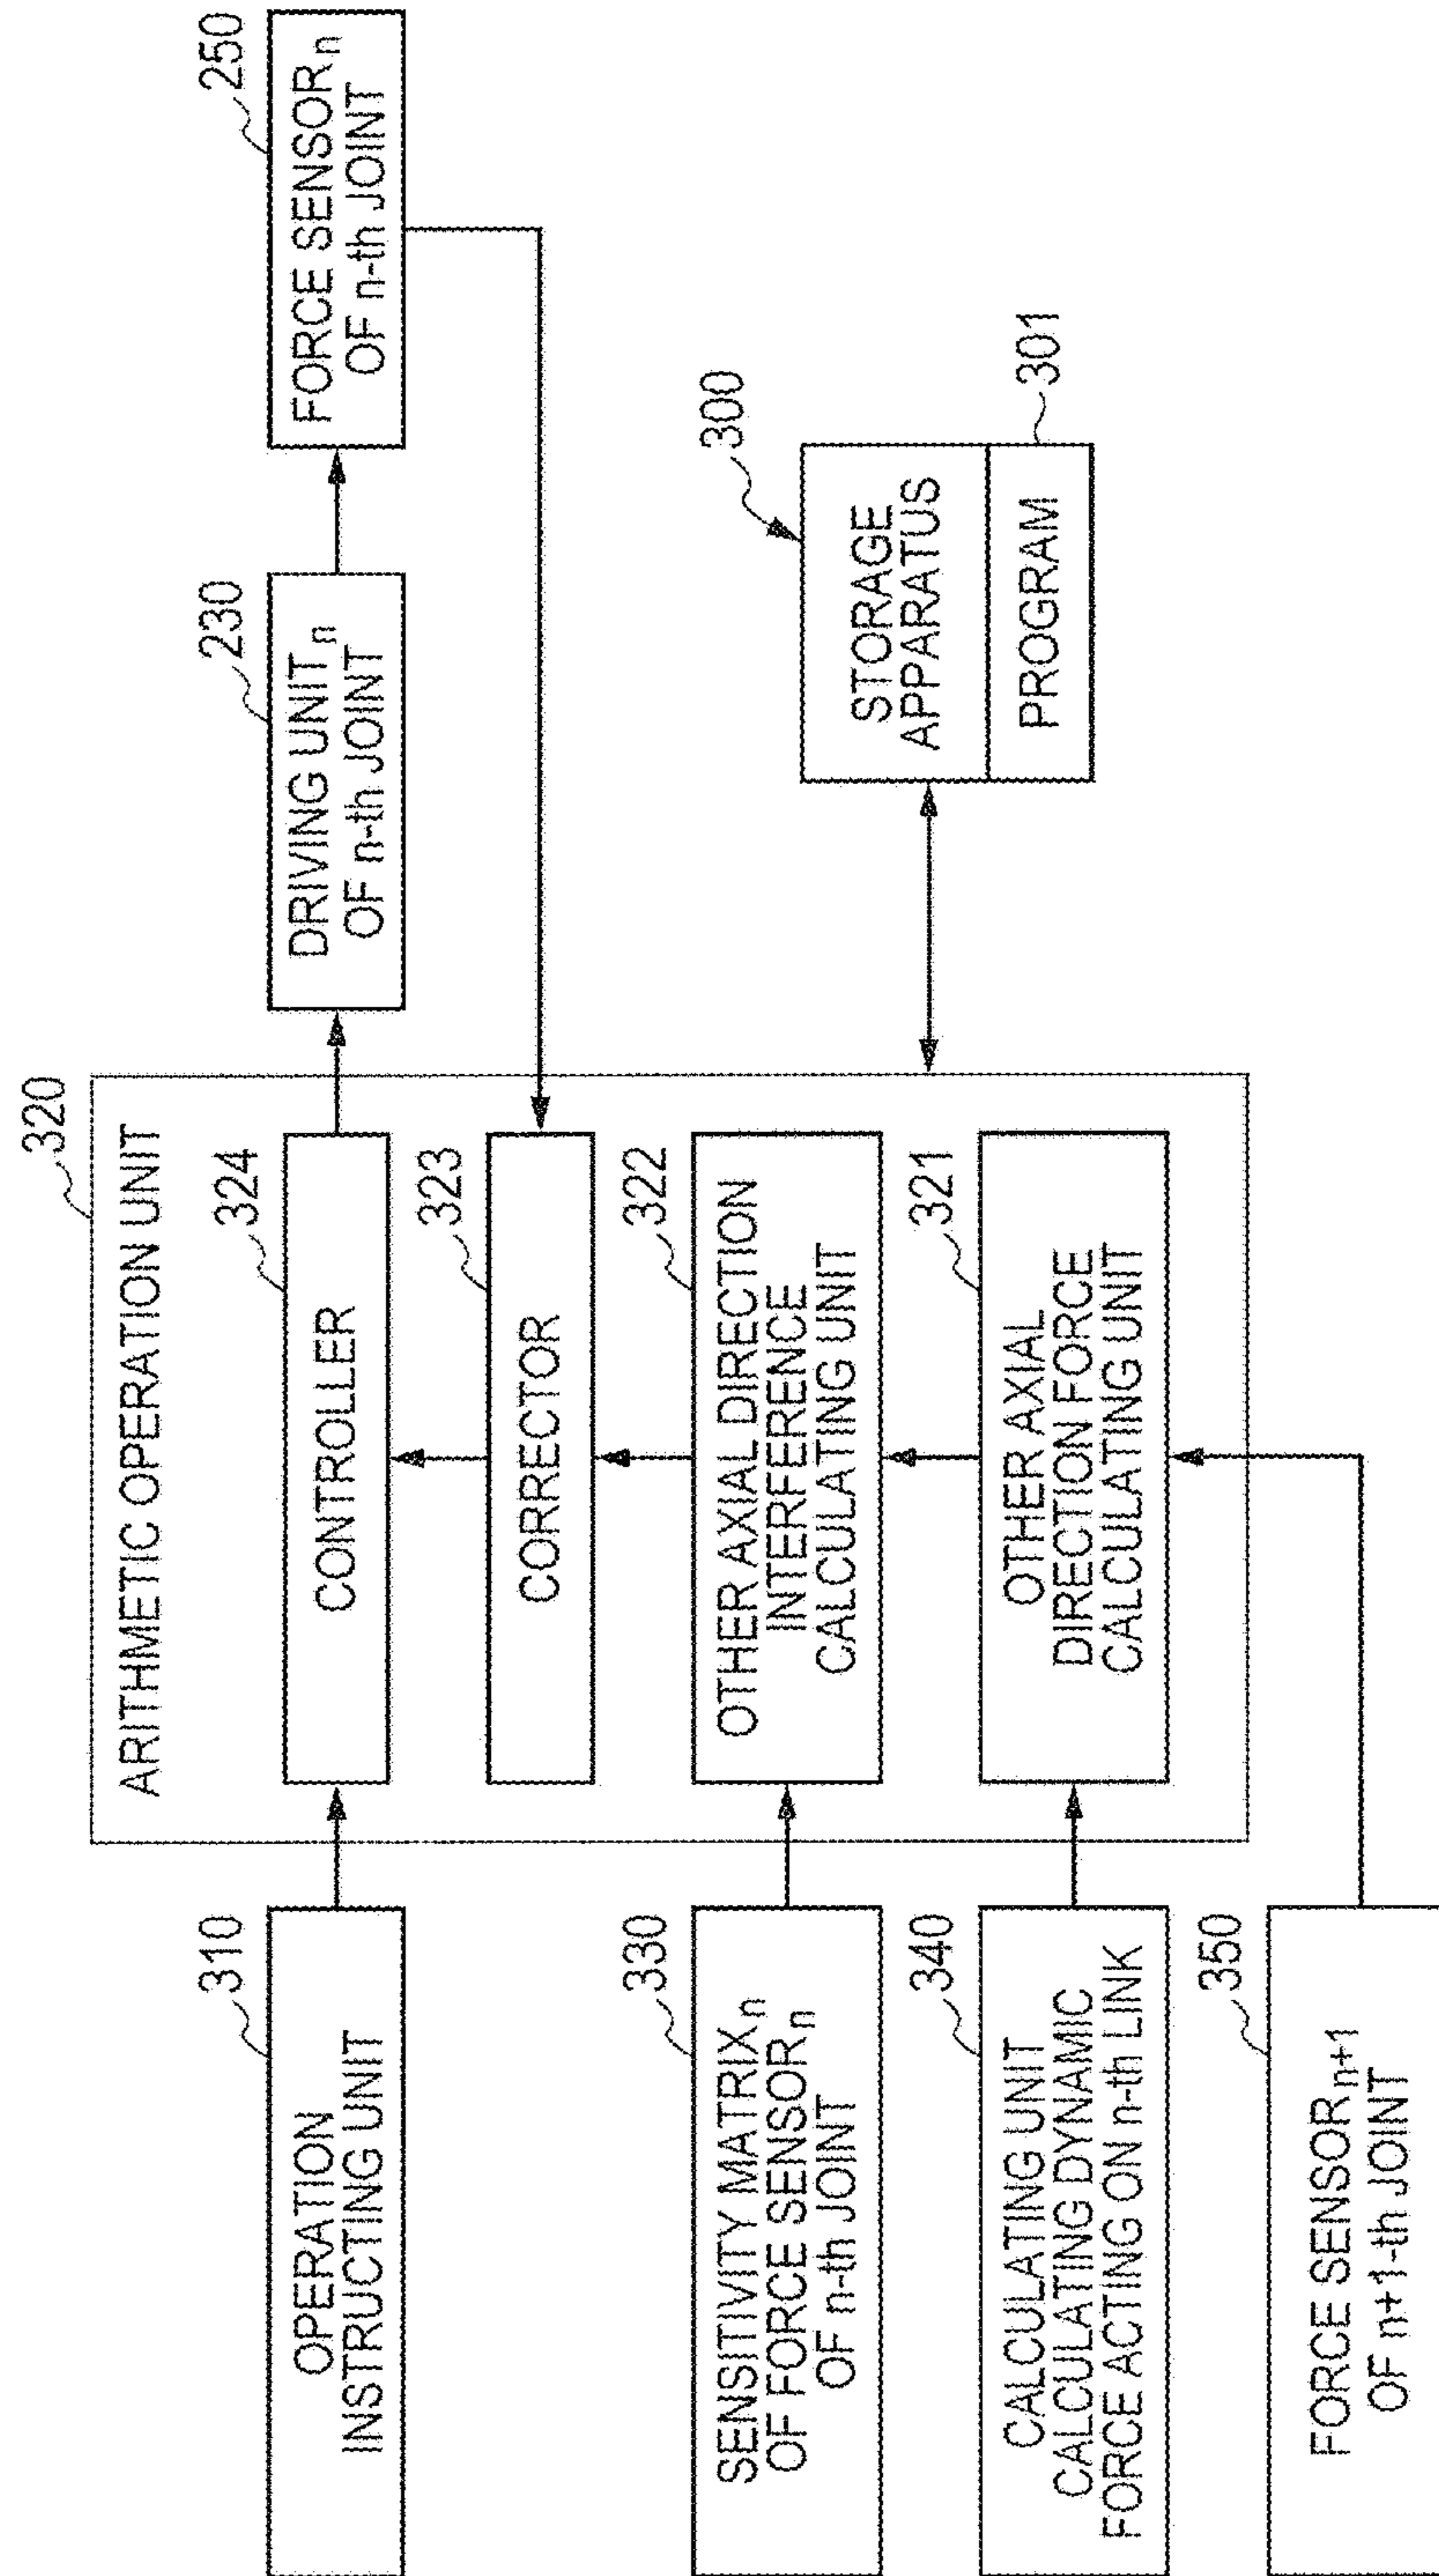 320
ARITHMETIC OPERATION UNIT
310
OPERATION
INSTRUCTING UNIT
324
CONTROLLER
230
DRIVING UNITn
OF n-th JOINT
250
FORCE SENSORn
OF n-th JOINT
323
CORRECTOR
330
SENSITIVITY MATRIXn
OF FORCE SENSORn
OF n-th JOINT
322
OTHER AXIAL DIRECTION
INTERFERENCE
CALCULATING UNIT
300
STORAGE
APPARATUS
PROGRAM
301
340
CALCULATING UNIT
CALCULATING DYNAMIC
FORCE ACTING ON n-th LINK
321
OTHER AXIAL
DIRECTION FORCE
CALCULATING UNIT
350
FORCE SENSORn+1
OF n+1-th JOINT